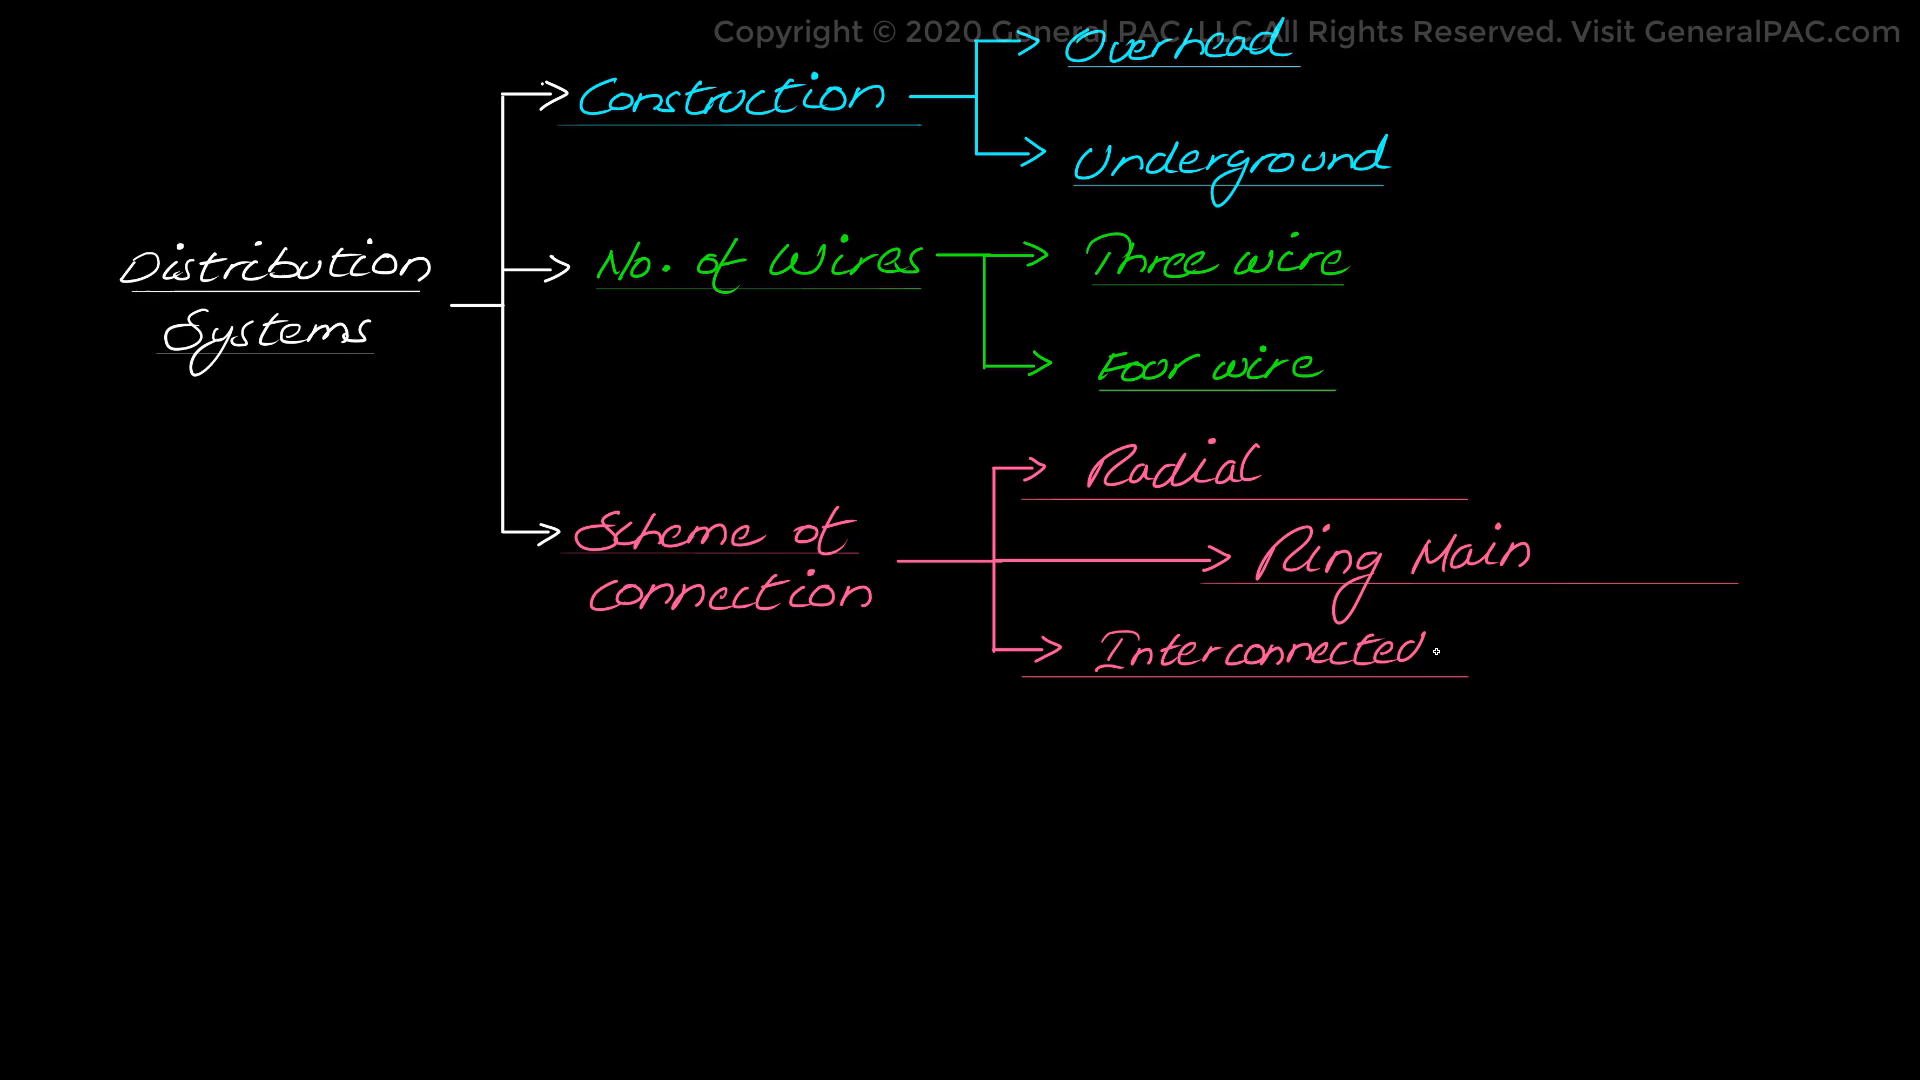 Copyright © 2020 General PAC, LLC All Rights Reserved. Visit GeneralPAC.com
Overhead
Construction
Underground
Distribution
Systems
No. of Wires
Three wire
Four wire
Radial
Scheme of
connection
Ring Main
Interconnected.